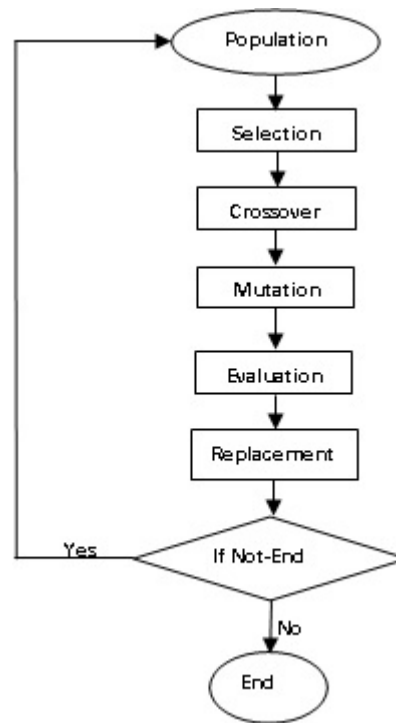 Population
Selection
Crossover
Mutation
Evaluation
Replacement
If Not-End
Yes
No
End